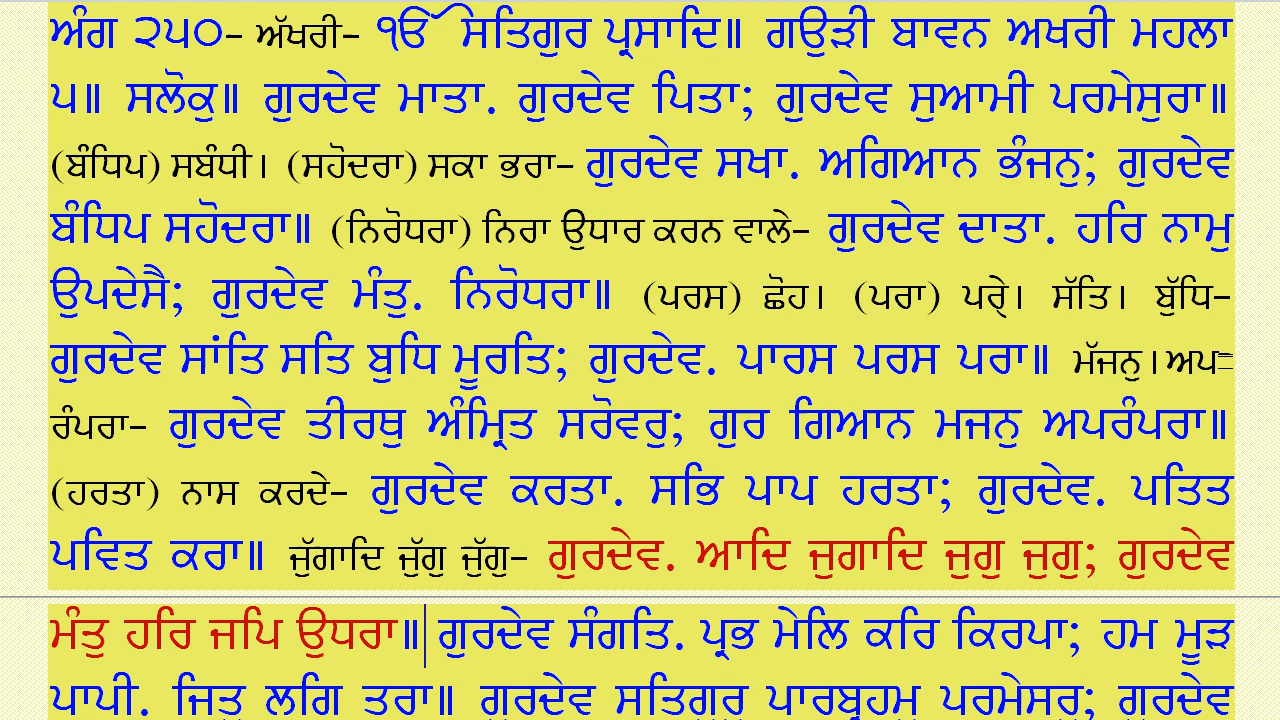 ਅੰਗ ੨੫੦- ਅੱਖਰੀ- ੴ ਸਤਿਗੁਰ ਪ੍ਰਸਾਦਿ॥ ਗਉੜੀ ਬਾਵਨ ਅਖਰੀ ਮਹਲਾ
੫॥ ਸਲੋਕੁ॥ ਗੁਰਦੇਵ ਮਾਤਾ. ਗੁਰਦੇਵ ਪਿਤਾ; ਗੁਰਦੇਵ ਸੁਆਮੀ ਪਰਮੇਸੁਰਾ॥
(ਬੰਧਿਪ) ਸਬੰਧੀ। (ਸਹੋਦਰਾ) ਸਕਾ ਭਰਾ- ਗੁਰਦੇਵ ਸਖਾ. ਅਗਿਆਨ ਭੰਜਨੁ; ਗੁਰਦੇਵ
ਬੰਧਿਪ ਸਹੋਦਰਾ॥ (ਨਿਰੋਧਰਾ) ਨਿਰਾ ਉਧਾਰ ਕਰਨ ਵਾਲੇ- ਗੁਰਦੇਵ ਦਾਤਾ. ਹਰਿ ਨਾਮੁ
ਉਪਦੇਸੈ; ਗੁਰਦੇਵ ਮੰਤੁ. ਨਿਰੋਧਰਾ॥ (ਪਰਸ) ਛੋਹ। (ਪਰਾ) ਪਰ੍ਹੇ। ਸੱਤਿ। ਬੁੱਧਿ-
ਗੁਰਦੇਵ ਸਾਂਤਿ ਸਤਿ ਬੁਧਿ ਮੂਰਤਿ; ਗੁਰਦੇਵ. ਪਾਰਸ ਪਰਸ ਪਰਾ॥ ਮੱਜਨੁ। ਅਪ=
ਰੰਪਰਾ- ਗੁਰਦੇਵ ਤੀਰਥੁ ਅੰਮ੍ਰਿਤ ਸਰੋਵਰੁ; ਗੁਰ ਗਿਆਨ ਮਜਨੁ ਅਪਰੰਪਰਾ॥
(ਹਰਤਾ) ਨਾਸ ਕਰਦੇ- ਗੁਰਦੇਵ ਕਰਤਾ. ਸਭਿ ਪਾਪ ਹਰਤਾ; ਗੁਰਦੇਵ. ਪਤਿਤ
ਪਵਿਤ ਕਰਾ॥ ਜੁੱਗਾਦਿ ਜੁੱਗੁ ਜੁੱਗੁ- ਗੁਰਦੇਵ. ਆਦਿ ਜੁਗਾਦਿ ਜੁਗੁ ਜੁਗੁ; ਗੁਰਦੇਵ
ਮੰਤੁ ਹਰਿ ਜਪਿ ਉਧਰਾ॥ ਗੁਰਦੇਵ ਸੰਗਤਿ. ਪ੍ਰਭ ਮੇਲਿ ਕਰਿ ਕਿਰਪਾ; ਹਮ ਮੂੜ
ਪਾਪੀ. ਜਿਤੁ ਲਗਿ ਤਰਾ॥ ਗੁਰਦੇਵ ਸਤਿਗੁਰੁ ਪਾਰਬ੍ਰਹਮੁ ਪਰਮੇਸਰੁ; ਗੁਰਦੇਵ